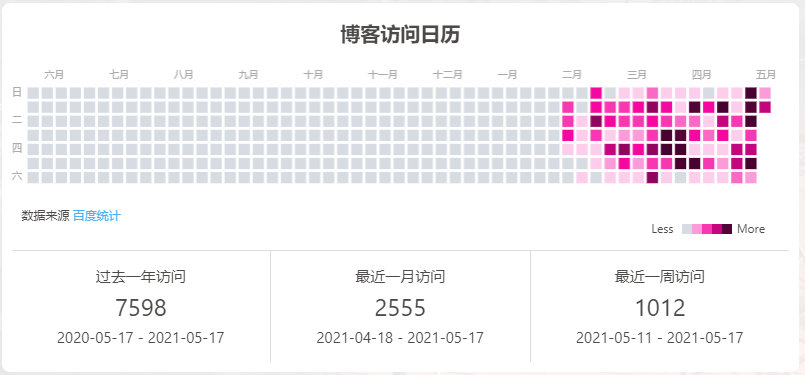 博客访问日历
六月 七月 八月 九月 十月 十一月 十二月 一月 二月 三月 四月 五月
日
二
四
六
数据来源 百度统计
Less More
过去一年访问 最近一月访问 最近一周访问
7598 2555 1012
2020-05-17 - 2021-05-17 2021-04-18 - 2021-05-17 2021-05-11 - 2021-05-17